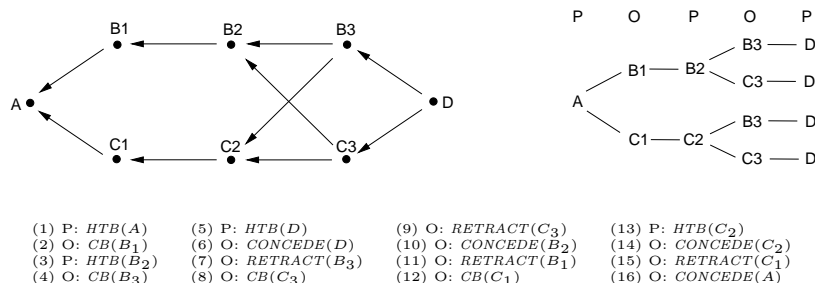 P O P O P
B1 B2 B3
A D
C1 C2 C3
B3 D
B1 B2
C3 D
A
B3 D
C1 C2
C3 D
(1) P: HTB(A) (5) P: HTB(D) (9) O: RETRACT(C3) (13) P: HTB(C2)
(2) O: CB(B1) (6) O: CONCEDE(D) (10) O: CONCEDE(B2) (14) O: CONCEDE(C2)
(3) P: HTB(B2) (7) O: RETRACT(B3) (11) O: RETRACT(B1) (15) O: RETRACT(C1)
(4) O: CB(B3) (8) O: CB(C3) (12) O: CB(C1) (16) O: CONCEDE(A)